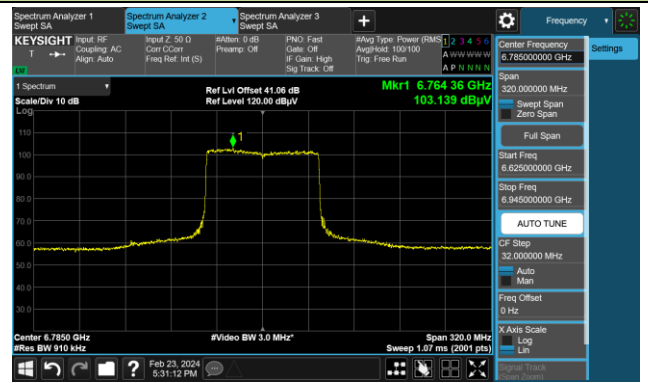 Spectrum Analyzer 1
Swept SA
Spectrum Analyzer 2
Swept SA
Spectrum Analyzer 3
Swept SA
+
Frequency
KEYSIGHT
Input: RF
Coupling: AC
Align: Auto
Input Z: 50 Ω
Corr CCorr
Freq Ref: Int (S)
#Atten: 0 dB
Preamp: Off
PNO: Fast
Gate: Off
IF Gain: High
Sig Track: Off
#Avg Type: Power (RMS)
Avg|Hold: 100/100
Trig: Free Run
1 2 3 4 5 6
A W W W W W
A P N N N N
LW
1 Spectrum
Scale/Div 10 dB
Ref Lvl Offset 41.06 dB
Ref Level 120.00 dBµV
Mkr1 6.764 36 GHz
103.139 dBµV
Log
110
100
90.0
80.0
70.0
60.0
50.0
40.0
30.0
1
Center 6.7850 GHz
#Res BW 910 kHz
#Video BW 3.0 MHz*
Span 320.0 MHz
Sweep 1.07 ms (2001 pts)
Center Frequency
6.785000000 GHz
Settings
Span
320.000000 MHz
Swept Span
Zero Span
Full Span
Start Freq
6.625000000 GHz
Stop Freq
6.945000000 GHz
AUTO TUNE
CF Step
32.000000 MHz
Auto
Man
Freq Offset
0 Hz
X Axis Scale
Log
Lin
Signal Track
(Span Zoom)
?
Feb 23, 2024
5:31:12 PM